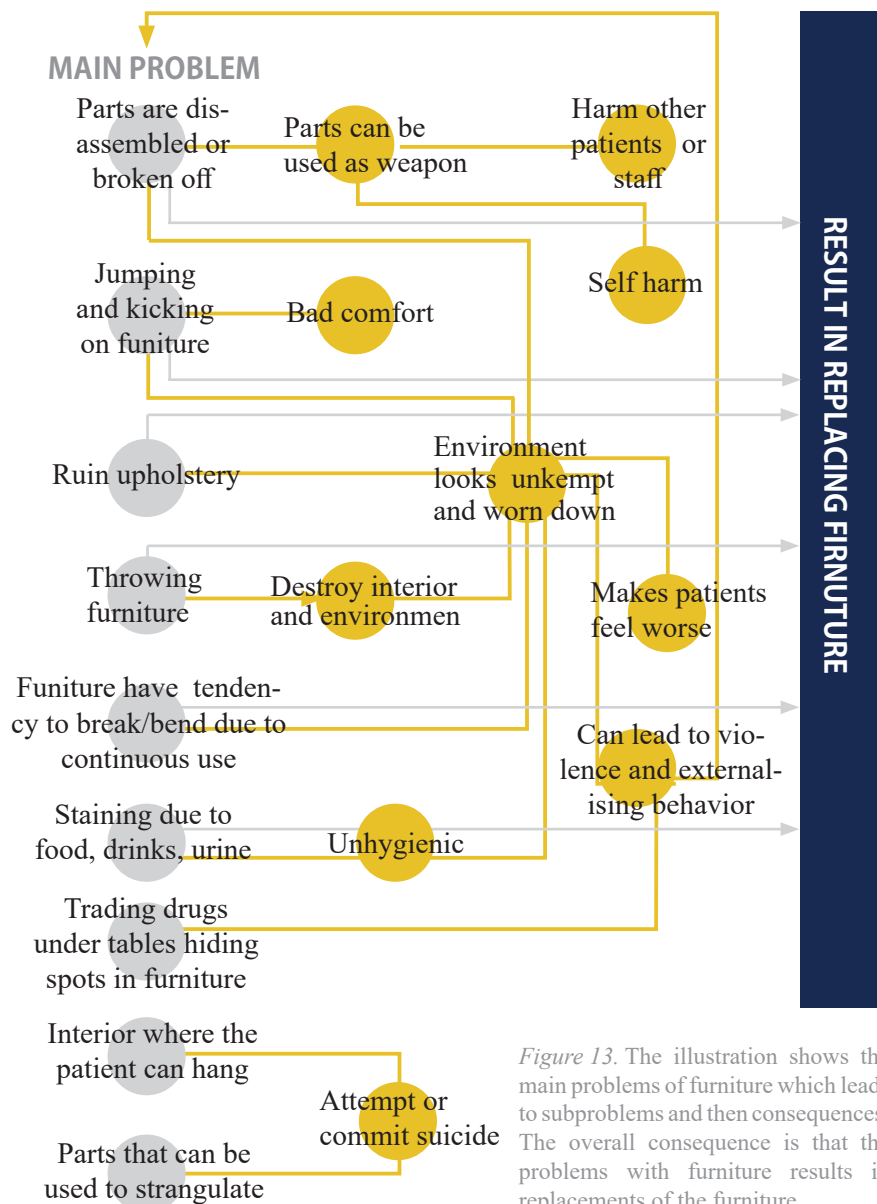 MAIN PROBLEM
Parts are dis-
assembled or
broken off
Parts can be
used as weapon
Harm other
patients or
staff
Self harm
Jumping
and kicking
on funiture
Bad comfort
Ruin upholstery
Environment
looks unkempt
and worn down
Throwing
furniture
Destroy interior
and environmen
Makes patients
feel worse
Funiture have tenden-
cy to break/bend due to
continuous use
Can lead to vio-
lence and external-
ising behavior
Staining due to
food, drinks, urine
Unhygienic
Trading drugs
under tables hiding
spots in furniture
Interior where the
patient can hang
Attempt or
commit suicide
Parts that can be
used to strangulate
RESULT IN REPLACING FIRNUTURE
Figure 13. The illustration shows th
main problems of furniture which lead
to subproblems and then consequences
The overall consequence is that th
problems with furniture results i
replacements of the furniture